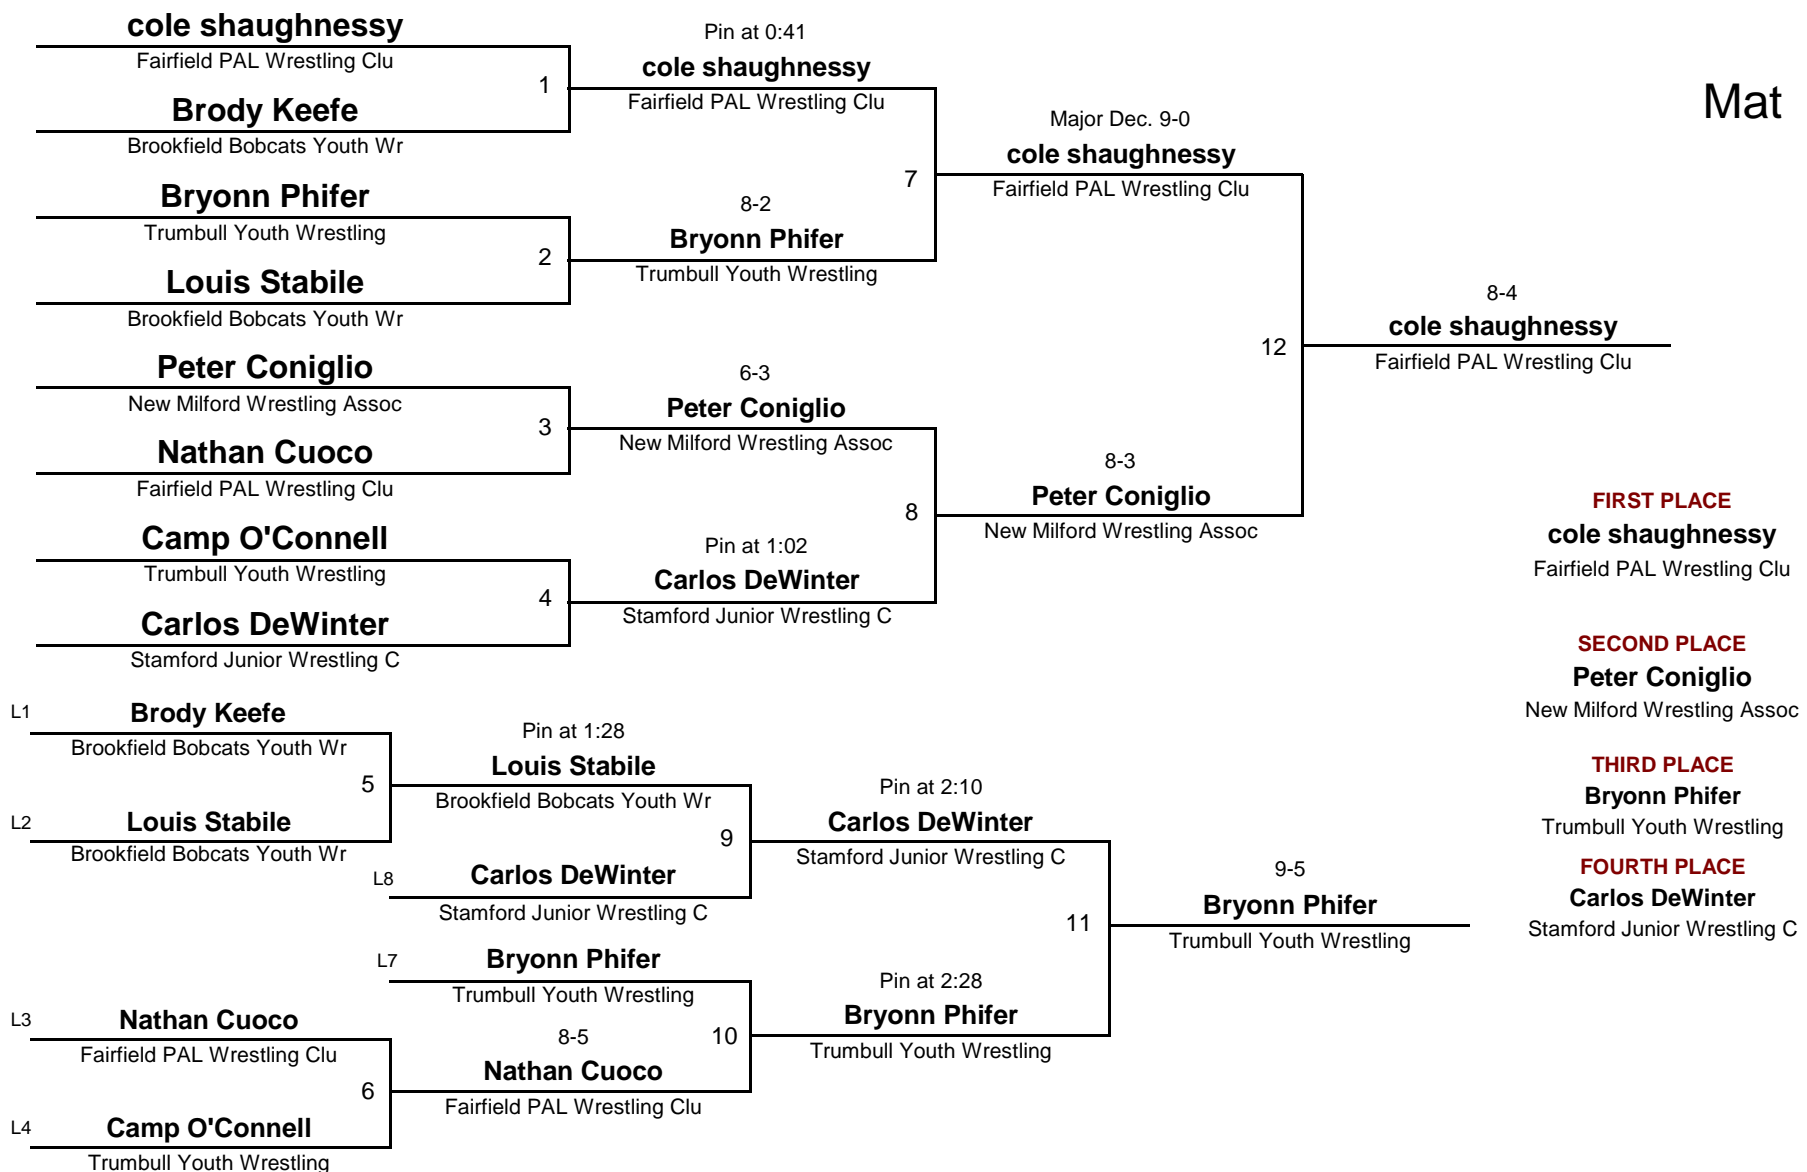 cole shaughnessy
Fairfield PAL Wrestling Clu
1
Brody Keefe
Brookfield Bobcats Youth Wr
Bryonn Phifer
Trumbull Youth Wrestling
2
Louis Stabile
Brookfield Bobcats Youth Wr
Peter Coniglio
New Milford Wrestling Assoc
3
Nathan Cuoco
Fairfield PAL Wrestling Clu
Camp O'Connell
Trumbull Youth Wrestling
4
Carlos DeWinter
Stamford Junior Wrestling C
Pin at 0:41
cole shaughnessy
Fairfield PAL Wrestling Clu
7
8-2
Bryonn Phifer
Trumbull Youth Wrestling
6-3
Peter Coniglio
New Milford Wrestling Assoc
8
Pin at 1:02
Carlos DeWinter
Stamford Junior Wrestling C
Major Dec. 9-0
cole shaughnessy
Fairfield PAL Wrestling Clu
12
8-3
Peter Coniglio
New Milford Wrestling Assoc
8-4
cole shaughnessy
Fairfield PAL Wrestling Clu
Mat
FIRST PLACE
cole shaughnessy
Fairfield PAL Wrestling Clu
SECOND PLACE
Peter Coniglio
New Milford Wrestling Assoc
THIRD PLACE
Bryonn Phifer
Trumbull Youth Wrestling
FOURTH PLACE
Carlos DeWinter
Stamford Junior Wrestling C
L1
Brody Keefe
Brookfield Bobcats Youth Wr
5
L2
Louis Stabile
Brookfield Bobcats Youth Wr
Pin at 1:28
Louis Stabile
Brookfield Bobcats Youth Wr
9
L8
Carlos DeWinter
Stamford Junior Wrestling C
L7
Bryonn Phifer
Trumbull Youth Wrestling
10
L3
Nathan Cuoco
Fairfield PAL Wrestling Clu
6
L4
Camp O'Connell
Trumbull Youth Wrestling
8-5
Nathan Cuoco
Fairfield PAL Wrestling Clu
Pin at 2:10
Carlos DeWinter
Stamford Junior Wrestling C
11
Pin at 2:28
Bryonn Phifer
Trumbull Youth Wrestling
9-5
Bryonn Phifer
Trumbull Youth Wrestling